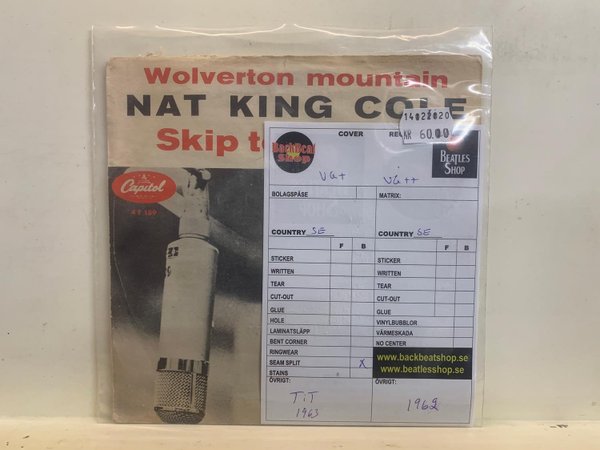 Wolverton mountain
NAT KING COLE
Skip t
Capitol
14022020
KR 60.00
COVER
BackBeat
Shop
BEATLES
SHOP
VG+ VG++
BOLAGSPÅSE MATRIX:
COUNTRY SE COUNTRY SE
F B F B
STICKER STICKER
WRITTEN WRITTEN
TEAR TEAR
CUT-OUT CUT-OUT
GLUE GLUE
HOLE VINYLBUBBLOR
LAMINATSLÄPP VÄRMESKADA
BENT CORNER NO CENTER
RINGWEAR
SEAM SPLIT X
STAINS
www.backbeatshop.se
www.beatlesshop.se
ÖVRIGT: ÖVRIGT:
TiT
1963 1962